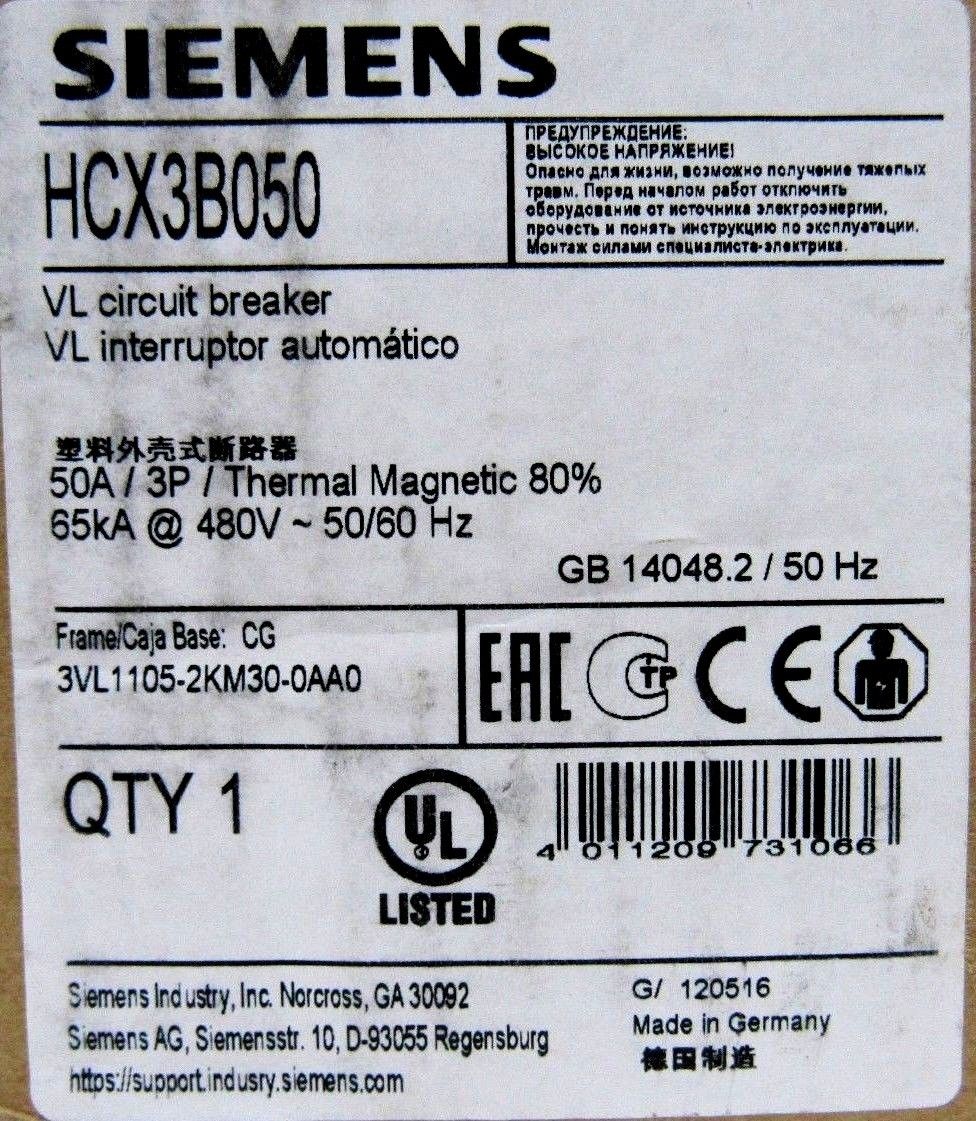 SIEMENS
HCX3B050
ПРЕДУПРЕЖДЕНИЕ:
ВЫСОКОЕ НАПРЯЖЕНИЕ!
Опасно для жизни, возможно получение тяжелых
травм. Перед началом работ отключить
оборудование от источника электроэнергии,
прочесть и понять инструкцию по эксплуатации.
Монтаж силами специалиста-электрика.
VL circuit breaker
VL interruptor automático
塑料外壳式断路器
50A / 3P / Thermal Magnetic 80%
65kA @ 480V ~ 50/60 Hz
GB 14048.2 / 50 Hz
Frame/Caja Base: CG
3VL1105-2KM30-0AA0
EAC
TP
CE
QTY 1
UL
LISTED
4 011209 731066
Siemens Industry, Inc. Norcross, GA 30092
Siemens AG, Siemensstr. 10, D-93055 Regensburg
https://support.indusry.siemens.com
G/ 120516
Made in Germany
德国制造